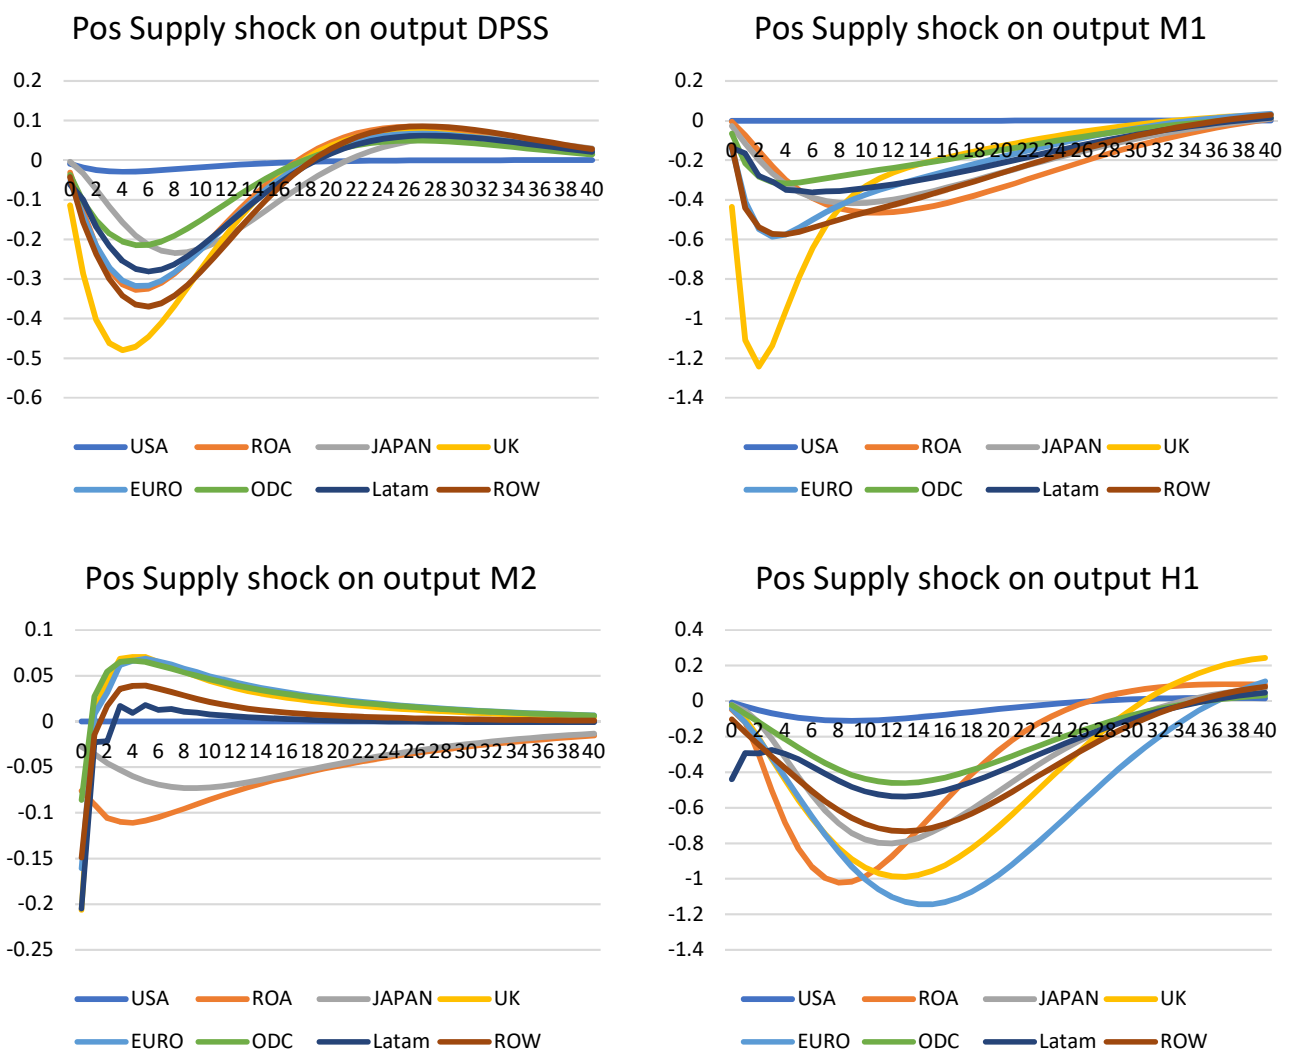 Pos Supply shock on output DPSS
0.2
0.1
0
-0.1
-0.2
-0.3
-0.4
-0.5
-0.6
0 2 4 6 8 10 12 14 16 18 20 22 24 26 28 30 32 34 36 38 40
USA ROA JAPAN UK
EURO ODC Latam ROW
Pos Supply shock on output M1
0.2
0
-0.2
-0.4
-0.6
-0.8
-1
-1.2
-1.4
0 2 4 6 8 10 12 14 16 18 20 22 24 26 28 30 32 34 36 38 40
USA ROA JAPAN UK
EURO ODC Latam ROW
Pos Supply shock on output M2
0.1
0.05
0
-0.05
-0.1
-0.15
-0.2
-0.25
0 2 4 6 8 10 12 14 16 18 20 22 24 26 28 30 32 34 36 38 40
USA ROA JAPAN UK
EURO ODC Latam ROW
Pos Supply shock on output H1
0.4
0.2
0
-0.2
-0.4
-0.6
-0.8
-1
-1.2
-1.4
0 2 4 6 8 10 12 14 16 18 20 22 24 26 28 30 32 34 36 38 40
USA ROA JAPAN UK
EURO ODC Latam ROW